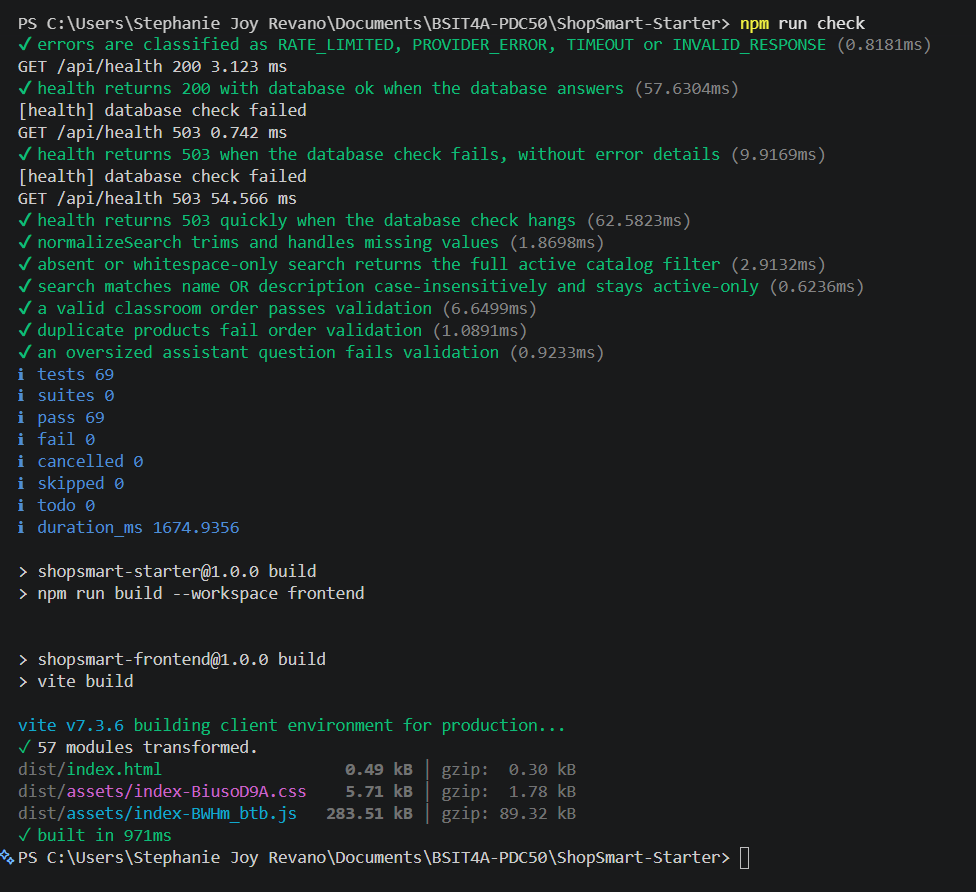 PS C:\Users\Stephanie Joy Revano\Documents\BSIT4A-PDC50\ShopSmart-Starter> npm run check
✓ errors are classified as RATE_LIMITED, PROVIDER_ERROR, TIMEOUT or INVALID_RESPONSE (0.8181ms)
GET /api/health 200 3.123 ms
✓ health returns 200 with database ok when the database answers (57.6304ms)
[health] database check failed
GET /api/health 503 0.742 ms
✓ health returns 503 when the database check fails, without error details (9.9169ms)
[health] database check failed
GET /api/health 503 54.566 ms
✓ health returns 503 quickly when the database check hangs (62.5823ms)
✓ normalizeSearch trims and handles missing values (1.8698ms)
✓ absent or whitespace-only search returns the full active catalog filter (2.9132ms)
✓ search matches name OR description case-insensitively and stays active-only (0.6236ms)
✓ a valid classroom order passes validation (6.6499ms)
✓ duplicate products fail order validation (1.0891ms)
✓ an oversized assistant question fails validation (0.9233ms)
ℹ tests 69
ℹ suites 0
ℹ pass 69
ℹ fail 0
ℹ cancelled 0
ℹ skipped 0
ℹ todo 0
ℹ duration_ms 1674.9356
> shopsmart-starter@1.0.0 build
> npm run build --workspace frontend
> shopsmart-frontend@1.0.0 build
> vite build
vite v7.3.6 building client environment for production...
✓ 57 modules transformed.
dist/index.html 0.49 kB │ gzip: 0.30 kB
dist/assets/index-BiusoD9A.css 5.71 kB │ gzip: 1.78 kB
dist/assets/index-BWHm_btb.js 283.51 kB │ gzip: 89.32 kB
✓ built in 971ms
PS C:\Users\Stephanie Joy Revano\Documents\BSIT4A-PDC50\ShopSmart-Starter>